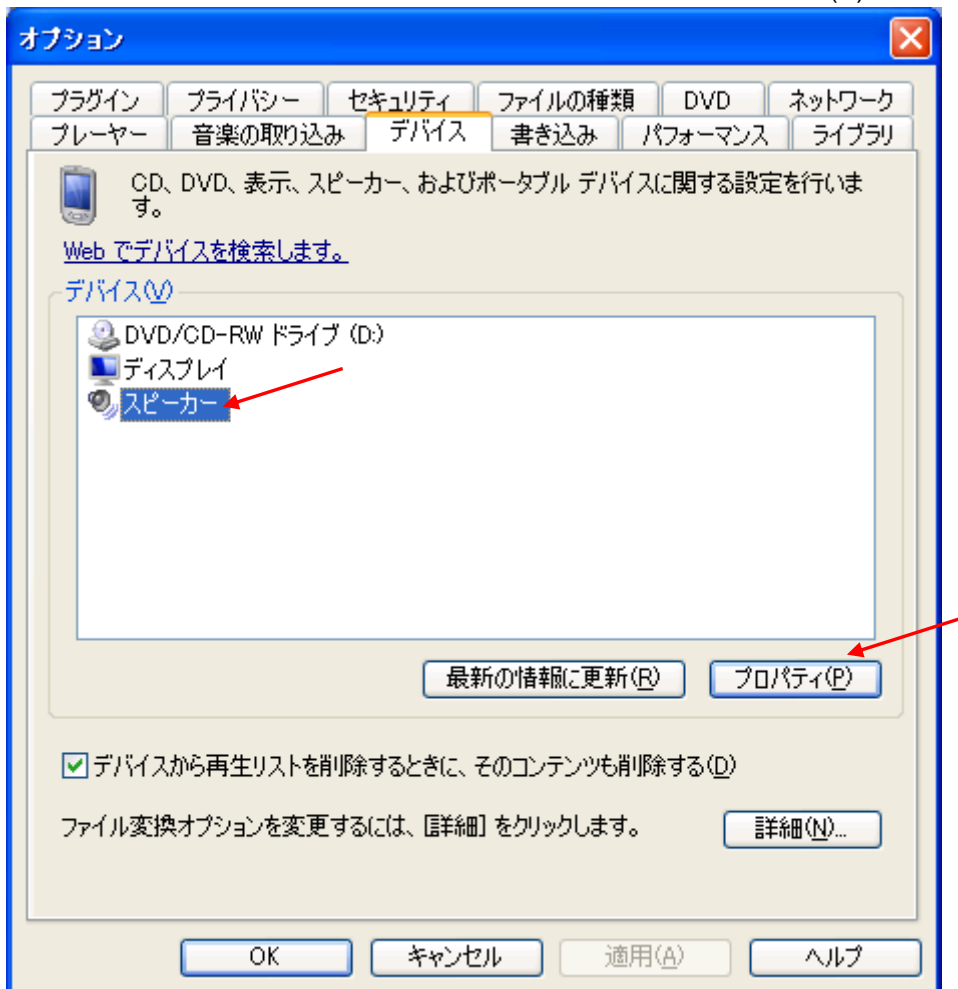 オプション
プラグイン プライバシー セキュリティ ファイルの種類 DVD ネットワーク
プレーヤー 音楽の取り込み デバイス 書き込み パフォーマンス ライブラリ
CD、DVD、表示、スピーカー、およびポータブル デバイスに関する設定を行いま
す。
Web でデバイスを検索します。
デバイス(V)
DVD/CD-RW ドライブ (D:)
ディスプレイ
スピーカー
最新の情報に更新(R) プロパティ(P)
デバイスから再生リストを削除するときに、そのコンテンツも削除する(D)
ファイル変換オプションを変更するには、[詳細] をクリックします。 詳細(N)...
OK キャンセル 適用(A) ヘルプ